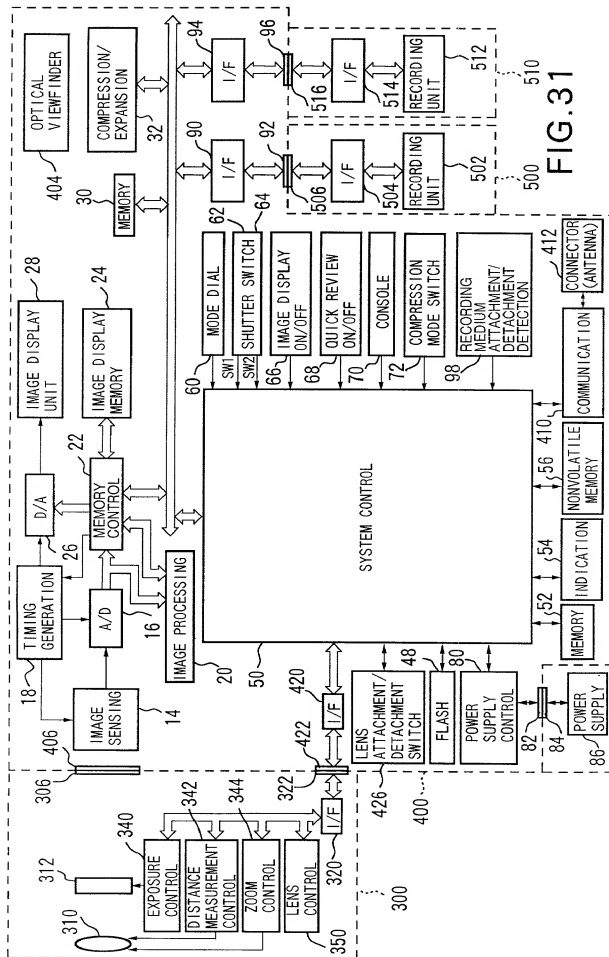 310
312
340
EXPOSURE CONTROL
342
DISTANCE
MEASUREMENT
CONTROL
344
ZOOM
CONTROL
LENS
CONTROL
350
320
I/F
300
306
406
322
422
14
IMAGE SENSING
18
TIMING
GENERATION
16
A/D
26
D/A
22
MEMORY
CONTROL
28
IMAGE DISPLAY
UNIT
24
IMAGE DISPLAY
MEMORY
20
IMAGE PROCESSING
30
MEMORY
404
OPTICAL
VIEWFINDER
COMPRESSION/
EXPANSION
32
90
I/F
94
I/F
92
96
506
516
I/F
504
I/F
514
RECORDING
UNIT
502
500
RECORDING
UNIT
512
510
50
SYSTEM CONTROL
420
I/F
LENS
ATTACHMENT/
DETACHMENT
SWITCH
426
48
FLASH
80
POWER
SUPPLY
CONTROL
82
84
86
POWER SUPPLY
400
60
MODE DIAL
62
SW1
SW2
SHUTTER SWITCH
64
66
IMAGE DISPLAY
ON/OFF
68
QUICK REVIEW
ON/OFF
70
CONSOLE
72
COMPRESSION
MODE SWITCH
98
RECORDING
MEDIUM
ATTACHMENT/
DETACHMENT
DETECTION
52
MEMORY
54
INDICATION
56
NONVOLATILE
MEMORY
410
COMMUNICATION
412
CONNECTOR
(ANTENNA)
FIG.31